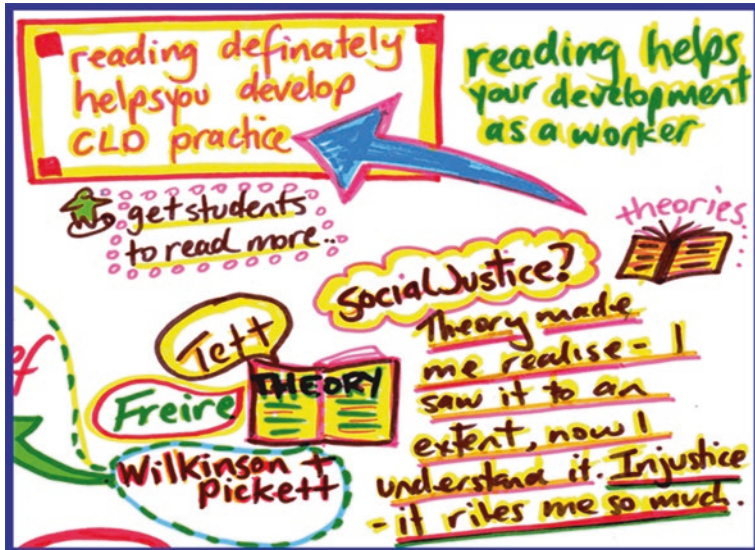 reading definately
helps you develop
CLD practice
reading helps
your development
as a worker
get students
to read more..
theories...
Social Justice?
Theory made
me realise - I
saw it to an
extent, now I
understand it. Injustice
- it riles me so much.
Tett
THEORY
Freire
Wilkinson +
Pickett